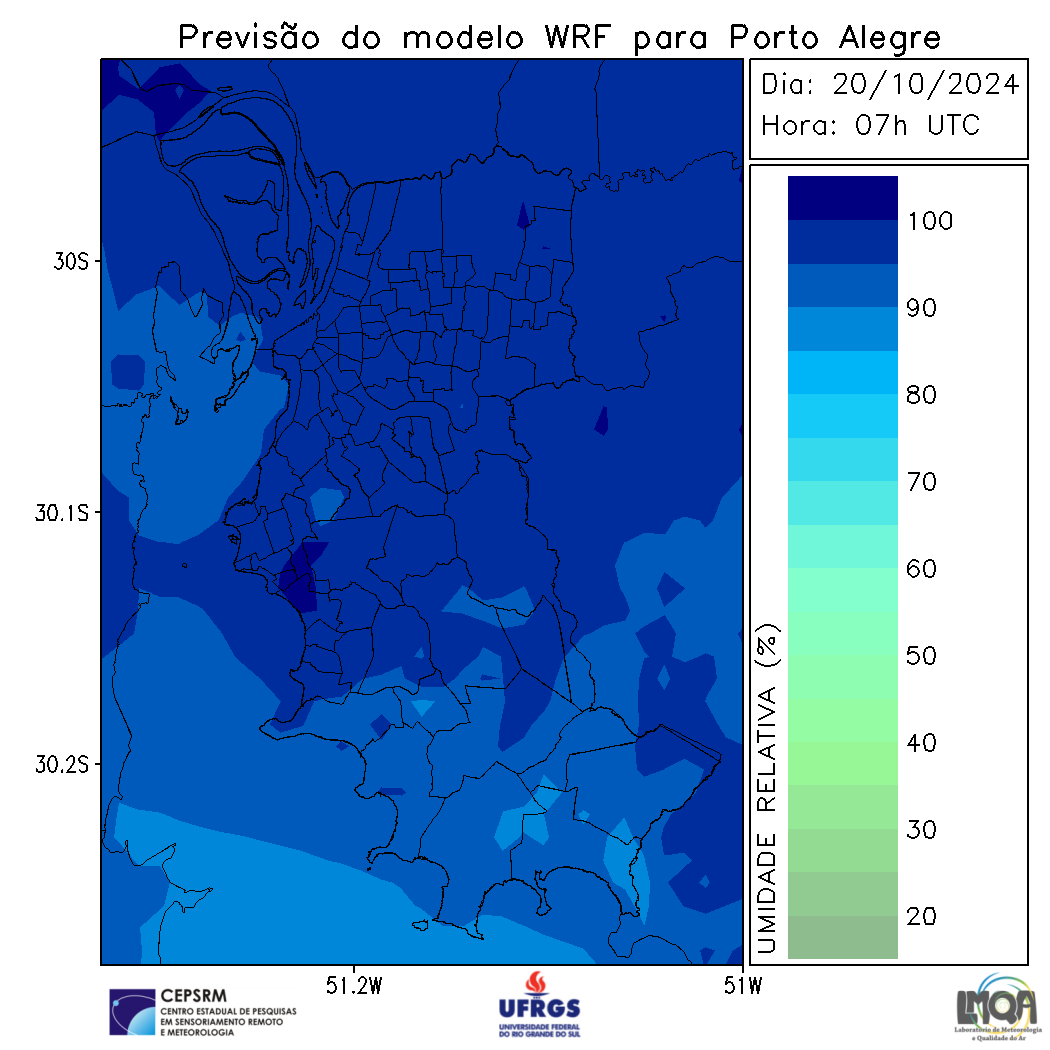 Previsão do modelo WRF para Porto Alegre
Dia: 20/10/2024
Hora: 07h UTC
30S
30.1S
30.2S
51.2W
51W
100
90
80
70
60
50
40
30
20
UMIDADE RELATIVA (%)
CEPSRM
CENTRO ESTADUAL DE PESQUISAS
EM SENSORIAMENTO REMOTO
E METEOROLOGIA
UFRGS
UNIVERSIDADE FEDERAL
DO RIO GRANDE DO SUL
LMQA
Laboratório de Meteorologia
e Qualidade do Ar